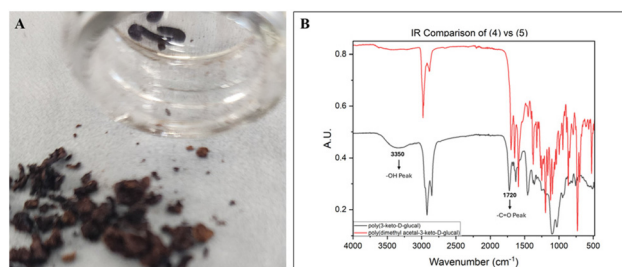 A
B
IR Comparison of (4) vs (5)
0.8
0.6
0.4
0.2
A.U.
3350
-OH Peak
1720
-C=O Peak
poly(3-keto-D-glucal)
poly(dimethyl acetal-3-keto-D-glucal)
4000 3500 3000 2500 2000 1500 1000 500
Wavenumber (cm⁻¹)